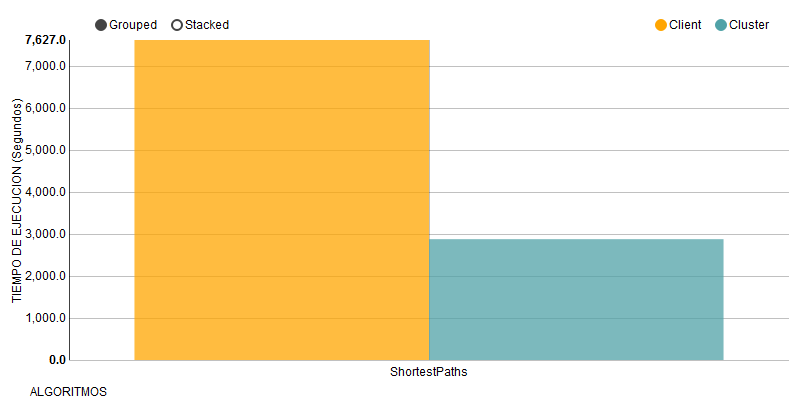 Grouped Stacked Client Cluster
7,627.0
7,000.0
6,000.0
5,000.0
4,000.0
3,000.0
2,000.0
1,000.0
0.0
TIEMPO DE EJECUCION (Segundos)
ShortestPaths
ALGORITMOS